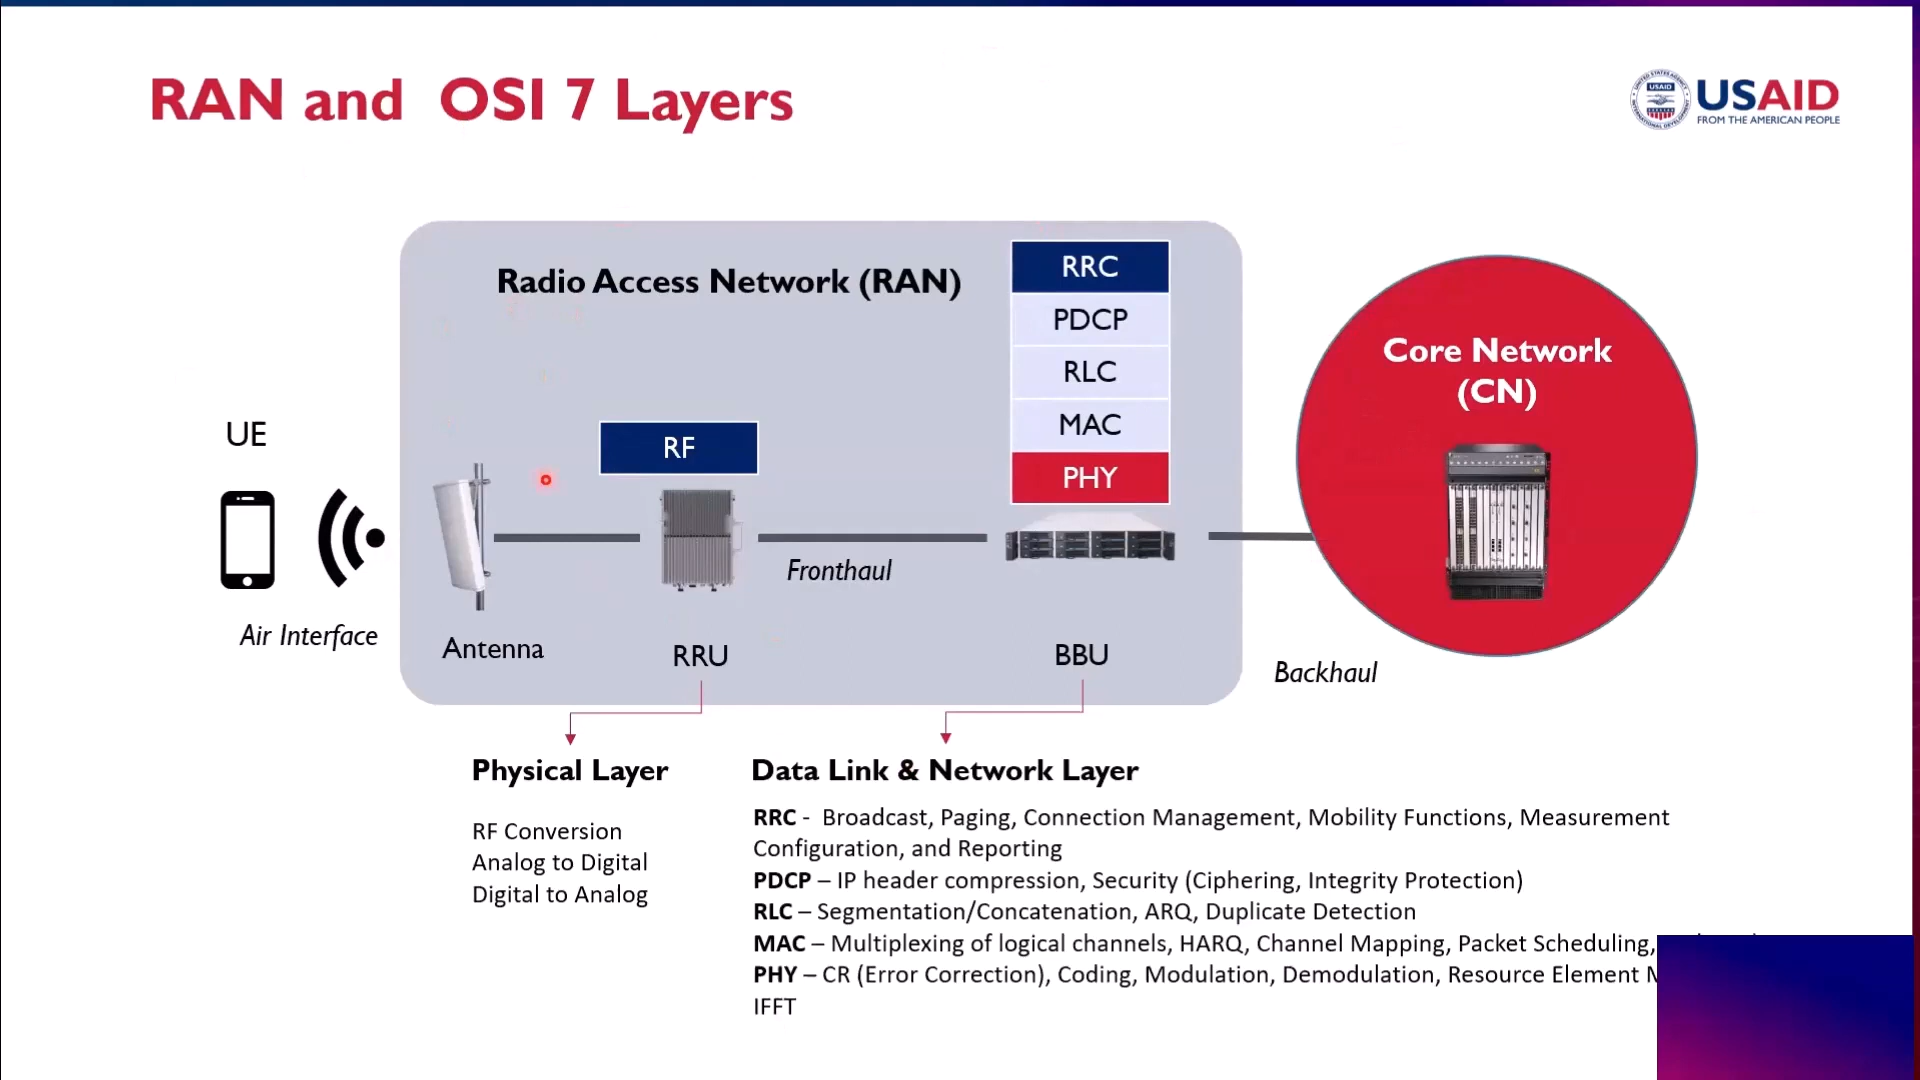 RAN and OSI 7 Layers
USAID
FROM THE AMERICAN PEOPLE
Radio Access Network (RAN)
RRC
PDCP
RLC
MAC
PHY
RF
Core Network
(CN)
UE
Air Interface
Antenna
RRU
Fronthaul
BBU
Backhaul
Physical Layer
RF Conversion
Analog to Digital
Digital to Analog
Data Link & Network Layer
RRC - Broadcast, Paging, Connection Management, Mobility Functions, Measurement
Configuration, and Reporting
PDCP – IP header compression, Security (Ciphering, Integrity Protection)
RLC – Segmentation/Concatenation, ARQ, Duplicate Detection
MAC – Multiplexing of logical channels, HARQ, Channel Mapping, Packet Scheduling,
PHY – CR (Error Correction), Coding, Modulation, Demodulation, Resource Element
IFFT